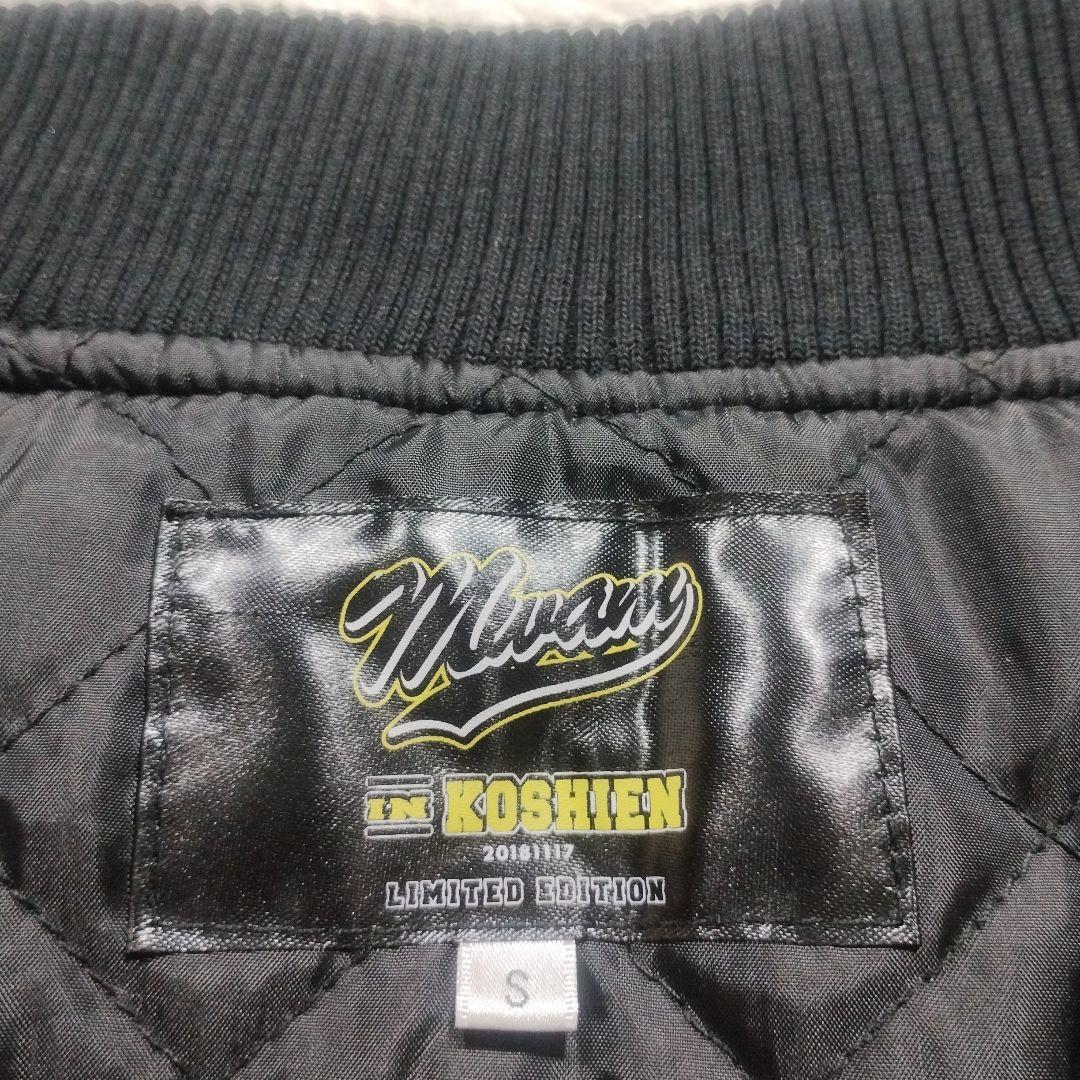 Mwam
IN KOSHIEN
20181117
LIMITED EDITION
S